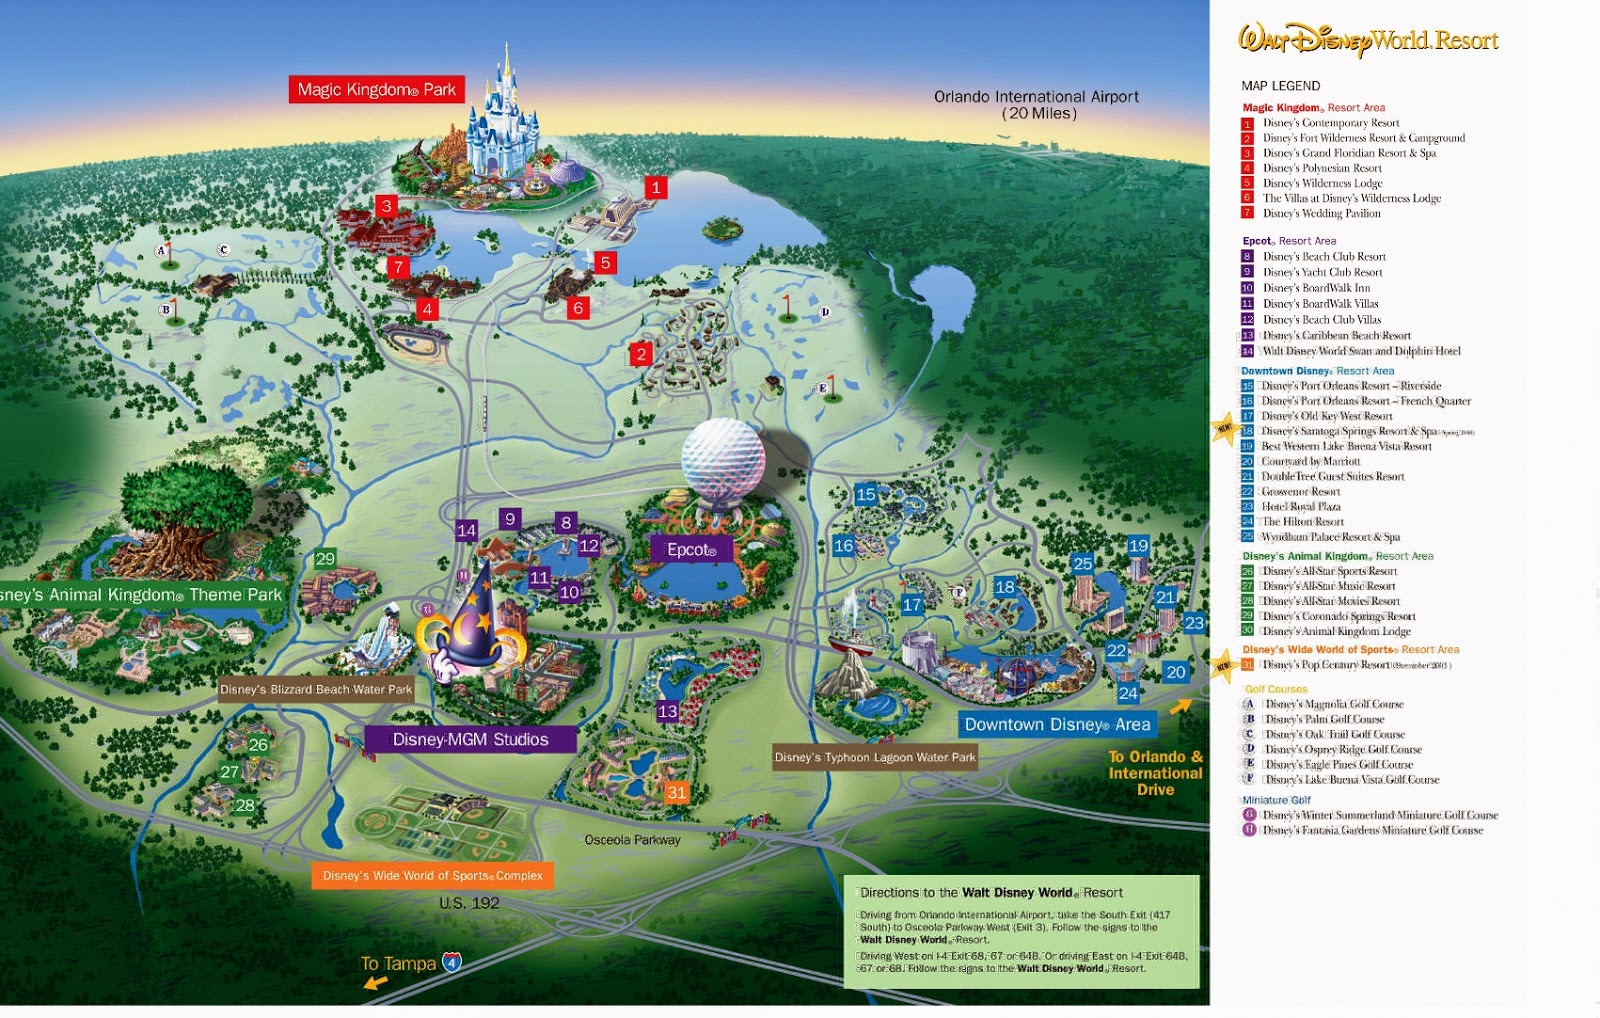 Magic Kingdom® Park
Orlando International Airport
(20 Miles)
1
3
7
5
4
6
2
A
C
B
D
E
15
14
9
8
12
16
Epcot®
29
11
10
19
25
18
17
P
21
23
H
G
sney's Animal Kingdom® Theme Park
22
20
24
Disney's Blizzard Beach Water Park
13
Downtown Disney® Area
Disney-MGM Studios
26
27
28
Disney's Typhoon Lagoon Water Park
To Orlando &
International
Drive
31
Osceola Parkway
Disney's Wide World of Sports® Complex
U.S. 192
To Tampa 4
Directions to the Walt Disney World® Resort
Driving from Orlando International Airport, take the South Exit (417
South) to Osceola Parkway West (Exit 3). Follow the signs to the
Walt Disney World® Resort.
Driving West on I-4 Exit 68, 67 or 64B. Or driving East on I-4 Exit 64B,
67 or 68. Follow the signs to the Walt Disney World® Resort.
Walt Disney World® Resort
MAP LEGEND
Magic Kingdom® Resort Area
1 Disney's Contemporary Resort
2 Disney's Fort Wilderness Resort & Campground
3 Disney's Grand Floridian Resort & Spa
4 Disney's Polynesian Resort
5 Disney's Wilderness Lodge
6 The Villas at Disney's Wilderness Lodge
7 Disney's Wedding Pavilion
Epcot® Resort Area
8 Disney's Beach Club Resort
9 Disney's Yacht Club Resort
10 Disney's BoardWalk Inn
11 Disney's BoardWalk Villas
12 Disney's Beach Club Villas
13 Disney's Caribbean Beach Resort
14 Walt Disney World Swan and Dolphin Hotel
Downtown Disney® Resort Area
15 Disney's Port Orleans Resort – Riverside
16 Disney's Port Orleans Resort – French Quarter
17 Disney's Old Key West Resort
NEW! 18 Disney's Saratoga Springs Resort & Spa
19 Best Western Lake Buena Vista Resort
20 Courtyard by Marriott
21 DoubleTree Guest Suites Resort
22 Grosvenor Resort
23 Hotel Royal Plaza
24 The Hilton Resort
25 Wyndham Palace Resort & Spa
Disney's Animal Kingdom® Resort Area
26 Disney's All-Star Sports Resort
27 Disney's All-Star Music Resort
28 Disney's All-Star Movies Resort
29 Disney's Coronado Springs Resort
30 Disney's Animal Kingdom Lodge
Disney's Wide World of Sports® Resort Area
NEW! 31 Disney's Pop Century Resort (December 2003)
Golf Courses
A Disney's Magnolia Golf Course
B Disney's Palm Golf Course
C Disney's Oak Trail Golf Course
D Disney's Osprey Ridge Golf Course
E Disney's Eagle Pines Golf Course
F Disney's Lake Buena Vista Golf Course
Miniature Golf
G Disney's Winter Summerland Miniature Golf Course
H Disney's Fantasia Gardens Miniature Golf Course